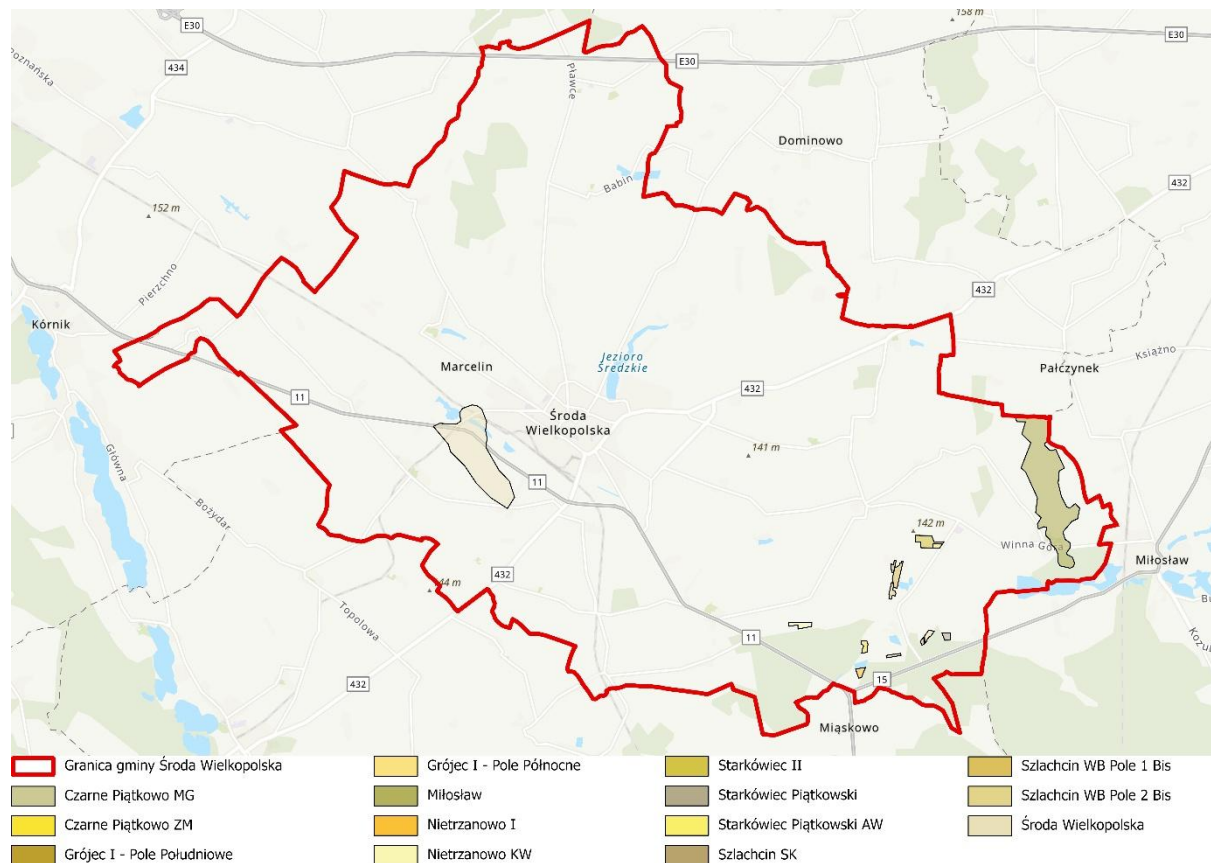 158 m
E30
E30
E30
434
Poznańska
Pławce
Dominowo
Babin
432
152 m
Pierzchno
432
Kórnik
Jezioro
Średzkie
Książno
Marcelin
Pałczynek
11
432
Środa
Wielkopolska
Główna
141 m
11
Bożydar
142 m
Winna Góra
Miłosław
432
144 m
Topolowa
11
15
432
Miąskowo
Granica gminy Środa Wielkopolska
Czarne Piątkowo MG
Czarne Piątkowo ZM
Grójec I - Pole Południowe
Grójec I - Pole Północne
Miłosław
Nietrzanowo I
Nietrzanowo KW
Starkówiec II
Starkówiec Piątkowski
Starkówiec Piątkowski AW
Szlachcin SK
Szlachcin WB Pole 1 Bis
Szlachcin WB Pole 2 Bis
Środa Wielkopolska